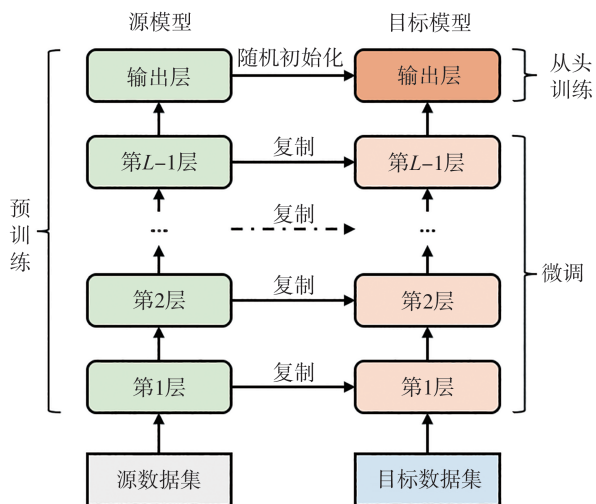 源模型
目标模型
输出层
随机初始化
输出层
从头
训练
第L-1层
复制
第L-1层
预
训
练
...
复制
...
微调
第2层
复制
第2层
第1层
复制
第1层
源数据集
目标数据集